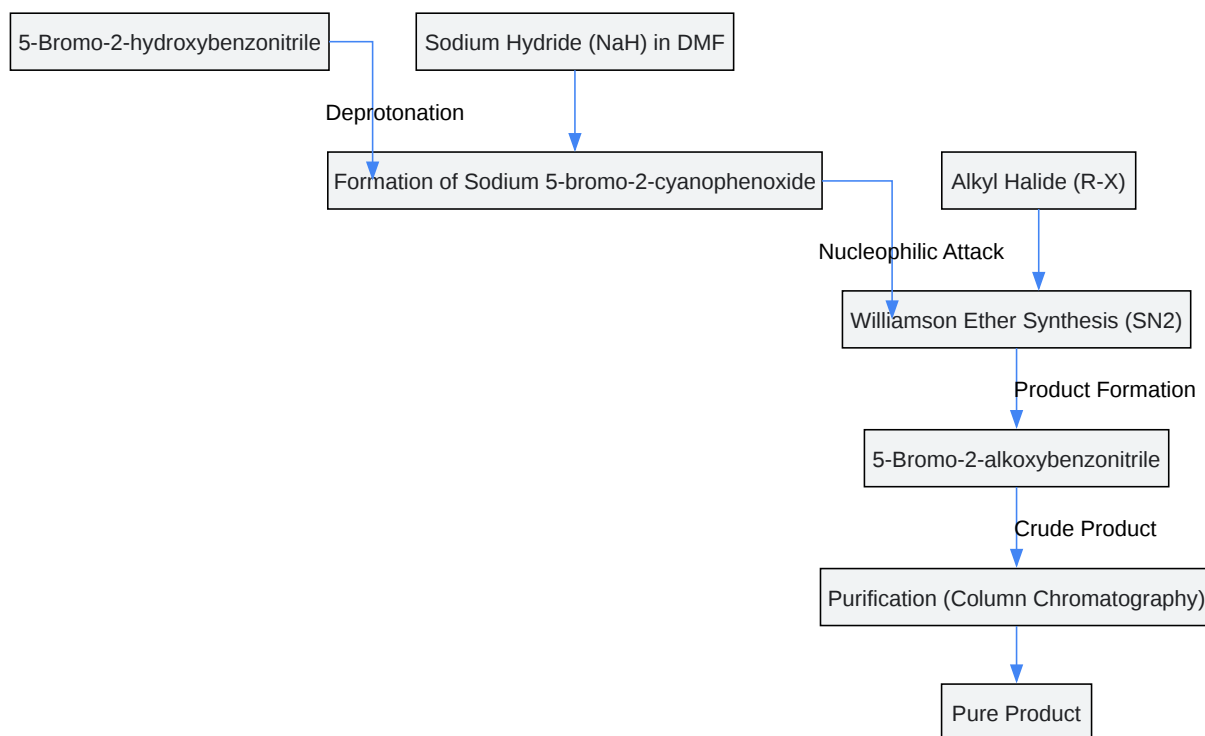 5-Bromo-2-hydroxybenzonitrile
Sodium Hydride (NaH) in DMF
Deprotonation
Formation of Sodium 5-bromo-2-cyanophenoxide
Alkyl Halide (R-X)
Nucleophilic Attack
Williamson Ether Synthesis (SN2)
Product Formation
5-Bromo-2-alkoxybenzonitrile
Crude Product
Purification (Column Chromatography)
Pure Product